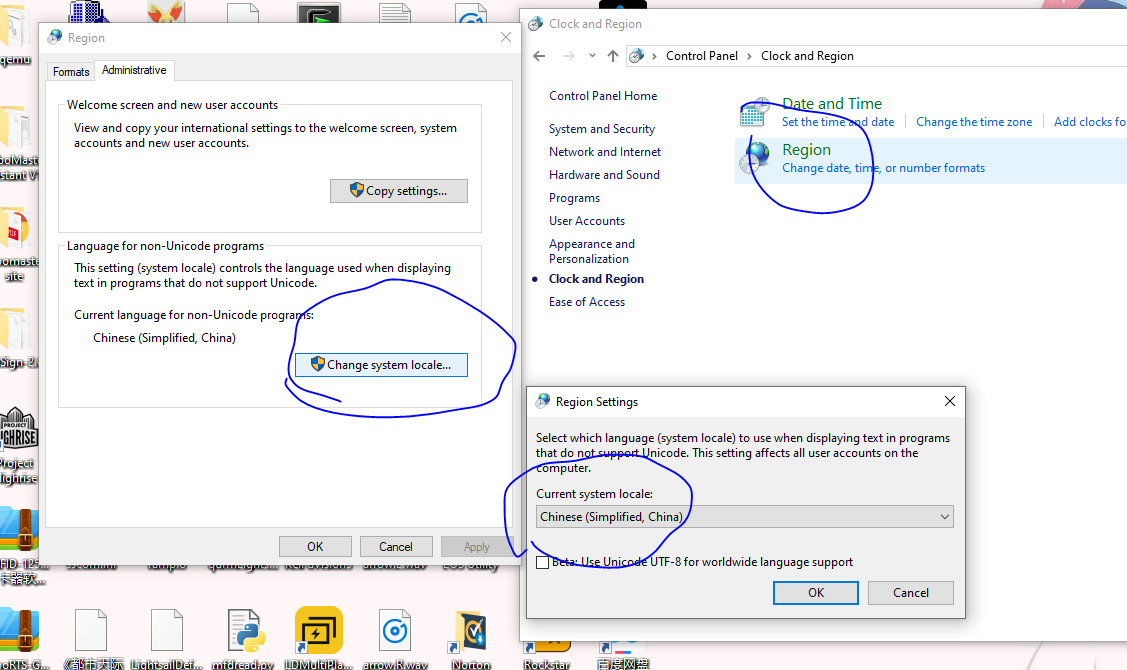 Region
Formats
Administrative
Welcome screen and new user accounts
View and copy your international settings to the welcome screen, system
accounts and new user accounts.
Copy settings...
Language for non-Unicode programs
This setting (system locale) controls the language used when displaying
text in programs that do not support Unicode.
Current language for non-Unicode programs:
Chinese (Simplified, China)
Change system locale...
OK
Cancel
Apply
Clock and Region
Control Panel
Clock and Region
Control Panel Home
System and Security
Network and Internet
Hardware and Sound
Programs
User Accounts
Appearance and
Personalization
Clock and Region
Ease of Access
Date and Time
Set the time and date
Change the time zone
Add clocks fo
Region
Change date, time, or number formats
Region Settings
Select which language (system locale) to use when displaying text in programs
that do not support Unicode. This setting affects all user accounts on the
computer.
Current system locale:
Chinese (Simplified, China)
Beta: Use Unicode UTF-8 for worldwide language support
OK
Cancel
qemu
stant V
omaste
site
Sign-2.
PROJECT
HIGHRISE
Project
Highrise
卡器软...
oRTS-G...
《都市天际
LightsailDef...
mfdread.py
LDMultiPla...
arrow.R.wav
Norton
Rockstar
百度网盘